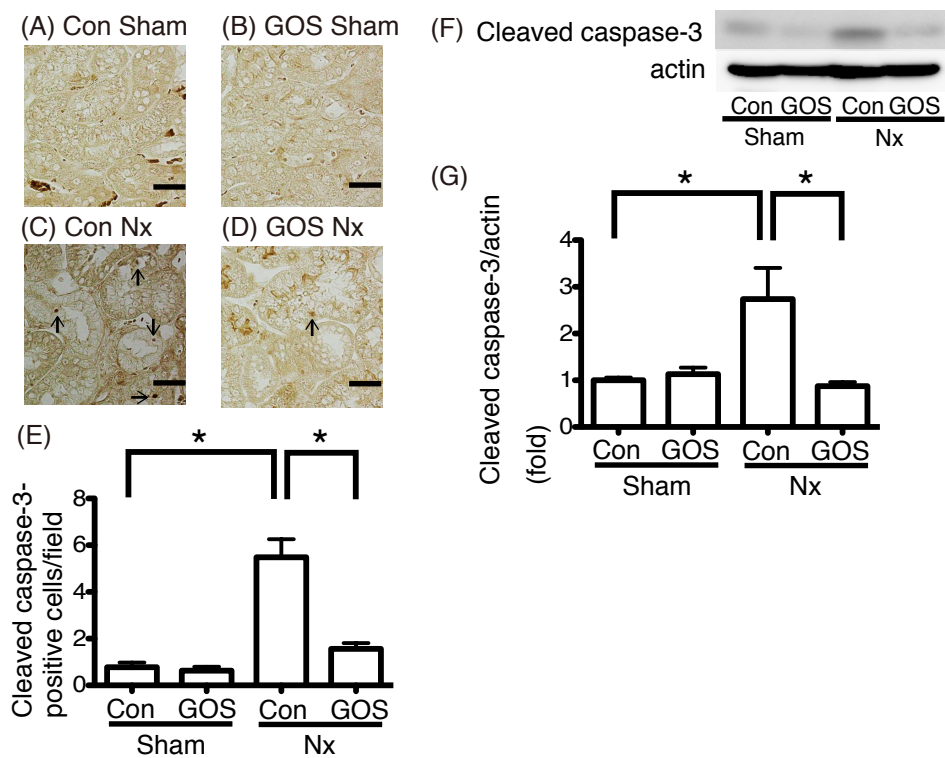 (A) Con Sham
(B) GOS Sham
(C) Con Nx
(D) GOS Nx
(E)
*
*
Cleaved caspase-3-
positive cells/field
8
6
4
2
0
Con GOS Con GOS
Sham Nx
(F) Cleaved caspase-3
actin
Con GOS Con GOS
Sham Nx
(G)
*
*
Cleaved caspase-3/actin
(fold)
4
3
2
1
0
Con GOS Con GOS
Sham Nx